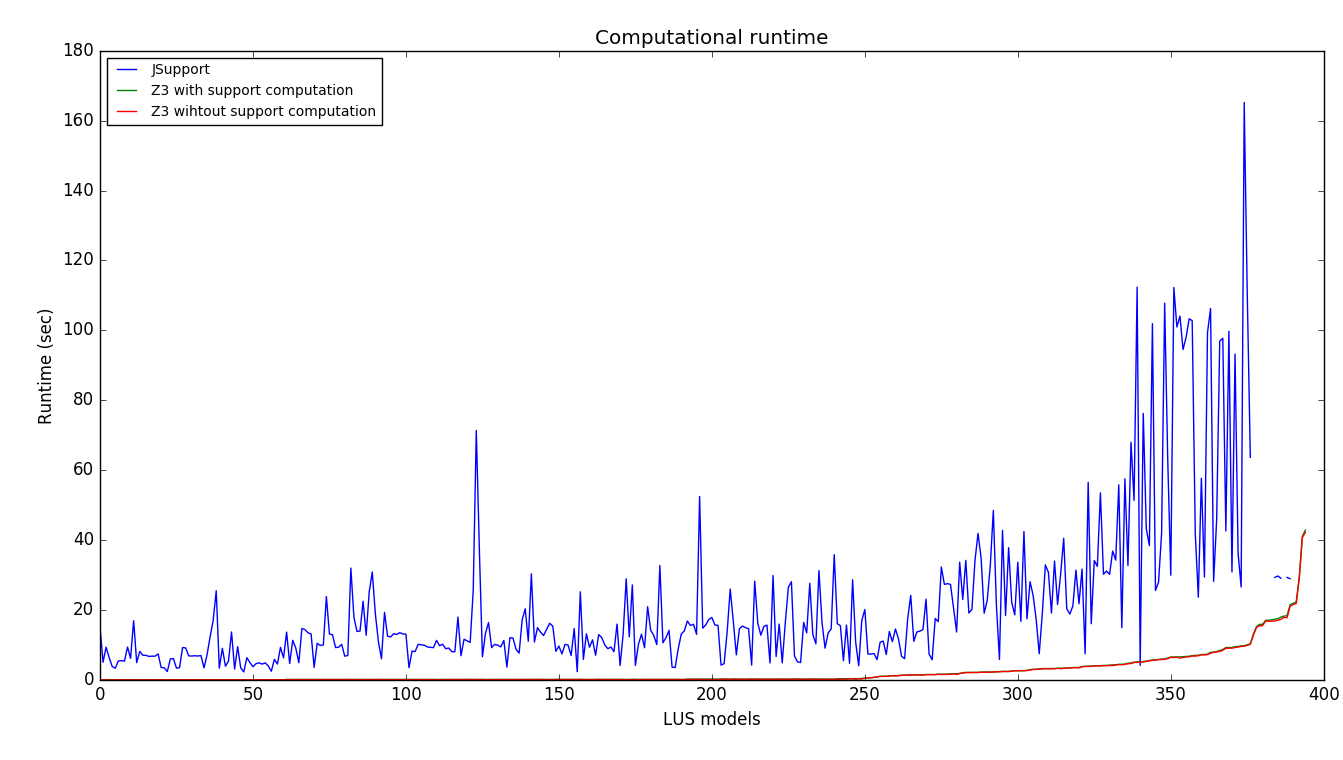 Computational runtime
180
160
140
120
100
80
60
40
20
0
Runtime (sec)
JSupport
Z3 with support computation
Z3 wihtout support computation
0 50 100 150 200 250 300 350 400
LUS models